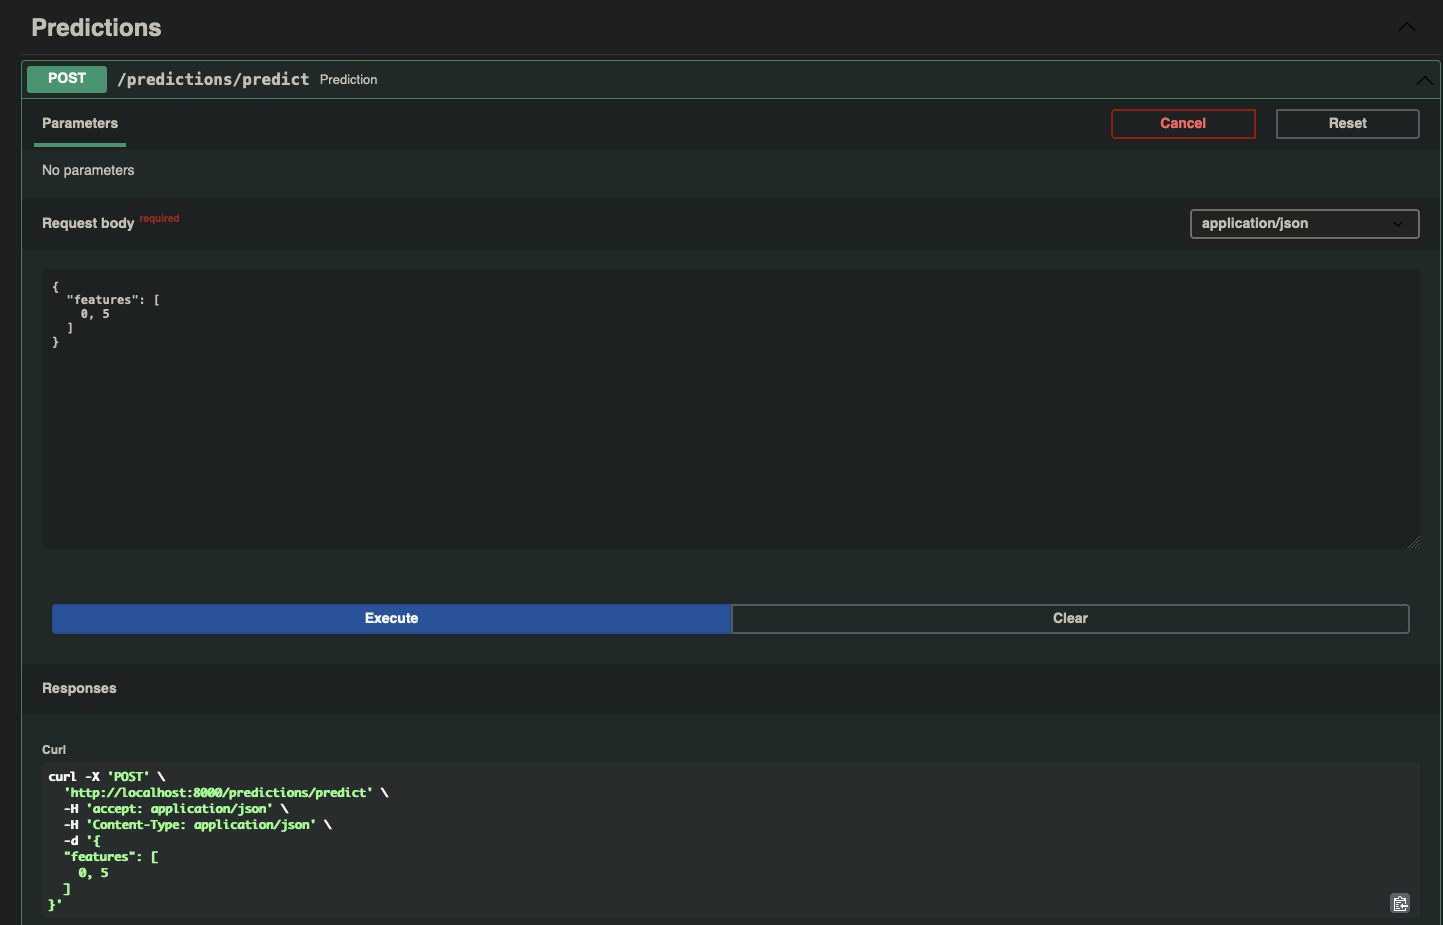 Predictions
POST /predictions/predict Prediction
Parameters
Cancel
Reset
No parameters
Request body required
application/json
{
  "features": [
    0, 5
  ]
}
Execute
Clear
Responses
Curl
curl -X 'POST' \
  'http://localhost:8000/predictions/predict' \
  -H 'accept: application/json' \
  -H 'Content-Type: application/json' \
  -d '{
  "features": [
    0, 5
  ]
}'